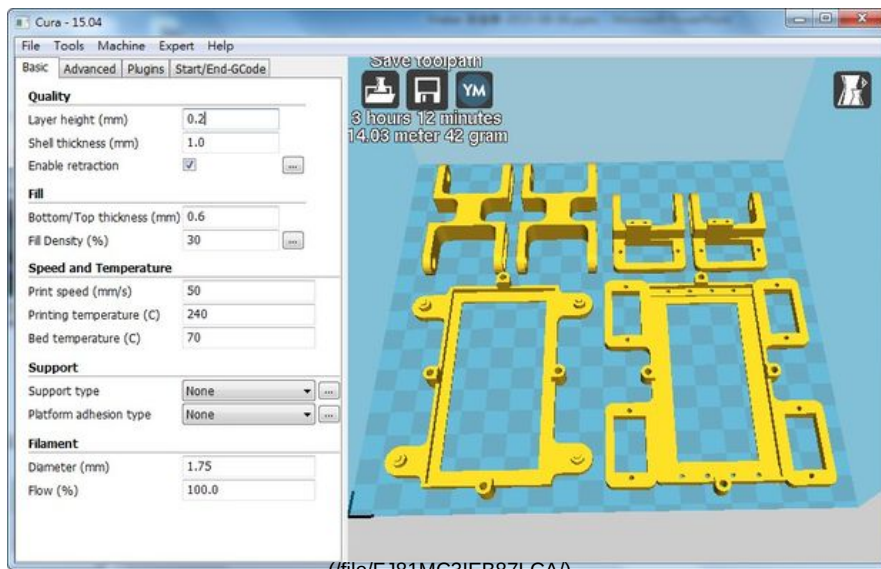 Cura - 15.04
File Tools Machine Expert Help
Basic Advanced Plugins Start/End-GCode
Quality
Layer height (mm) 0.2
Shell thickness (mm) 1.0
Enable retraction ...
Fill
Bottom/Top thickness (mm) 0.6
Fill Density (%) 30 ...
Speed and Temperature
Print speed (mm/s) 50
Printing temperature (C) 240
Bed temperature (C) 70
Support
Support type None ...
Platform adhesion type None ...
Filament
Diameter (mm) 1.75
Flow (%) 100.0
Save toolpath
YM
3 hours 12 minutes
14.03 meter 42 gram